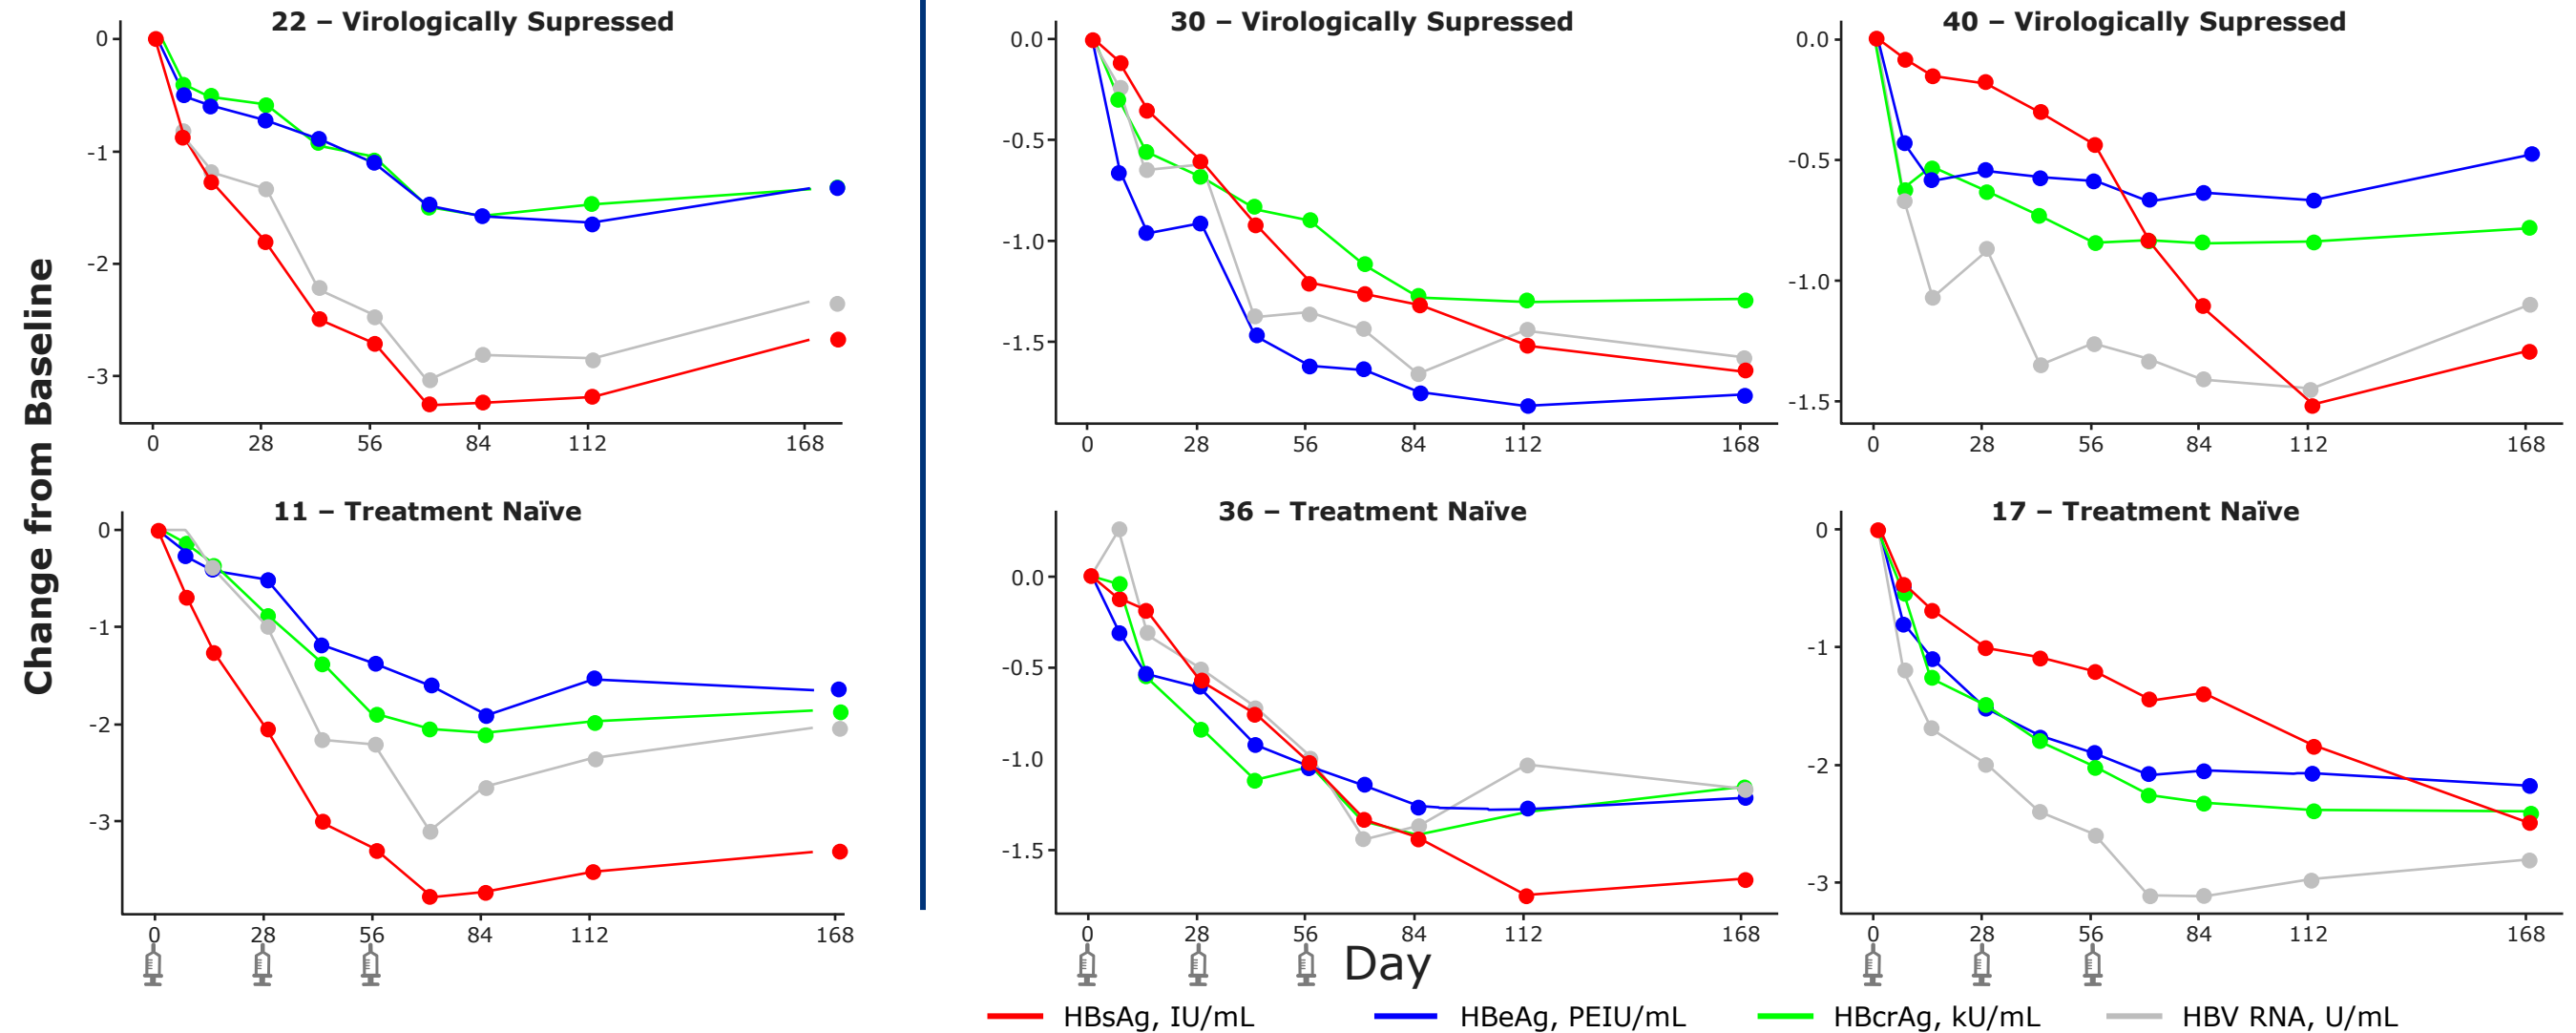 22 – Virologically Supressed
30 – Virologically Supressed
40 – Virologically Supressed
0
-1
-2
-3
0 28 56 84 112 168
0.0
-0.5
-1.0
-1.5
0 28 56 84 112 168
0.0
-0.5
-1.0
-1.5
0 28 56 84 112 168
Change from Baseline
11 – Treatment Naïve
36 – Treatment Naïve
17 – Treatment Naïve
0
-1
-2
-3
0 28 56 84 112 168
0.0
-0.5
-1.0
-1.5
0 28 56 84 112 168
0
-1
-2
-3
0 28 56 84 112 168
Day
HBsAg, IU/mL HBeAg, PEIU/mL HBcrAg, kU/mL HBV RNA, U/mL